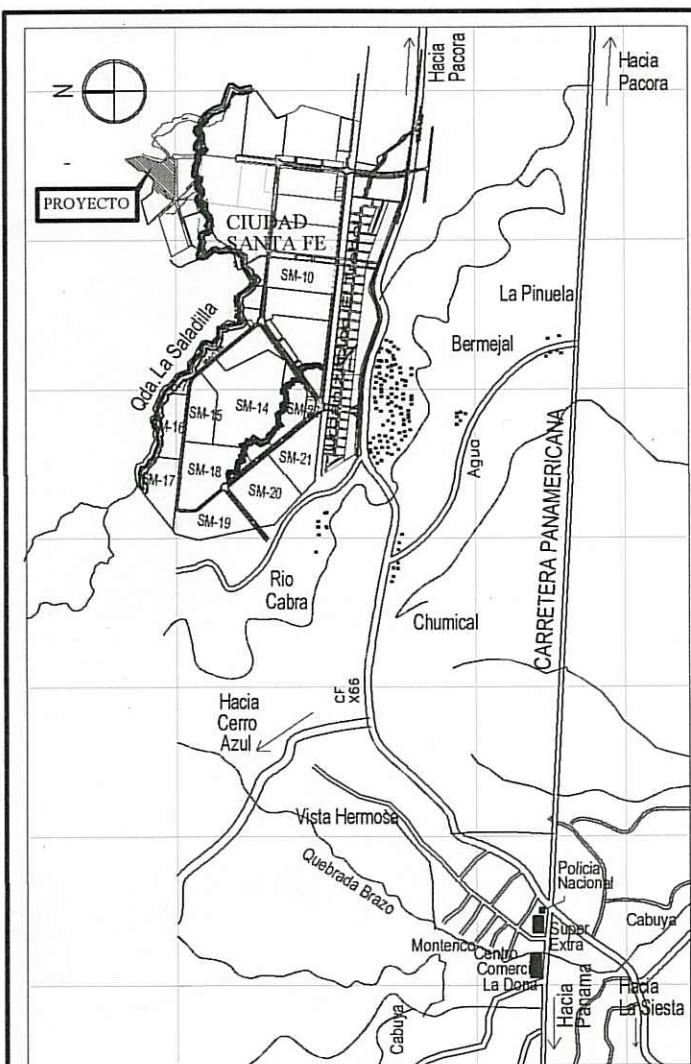 Hacia
Pacora
Hacia
Pacora
N
PROYECTO
CIUDAD
SANTA FE
SM-10
La Pinuela
Bermejal
Qda. La Saladilla
SM-14
SM-15
SM-16
SM-17
SM-18
SM-21
SM-20
SM-19
Agua
CARRETERA PANAMERICANA
Rio
Cabra
Chumical
CF
X66
Hacia
Cerro
Azul
Vista Hermosa
Quebrada Brazo
Policia
Nacional
Cabuya
Super
Extra
Monterico
Centro
Comerci
La Dona
Hacia
Panama
Hacia
La Siesta
Cabuya